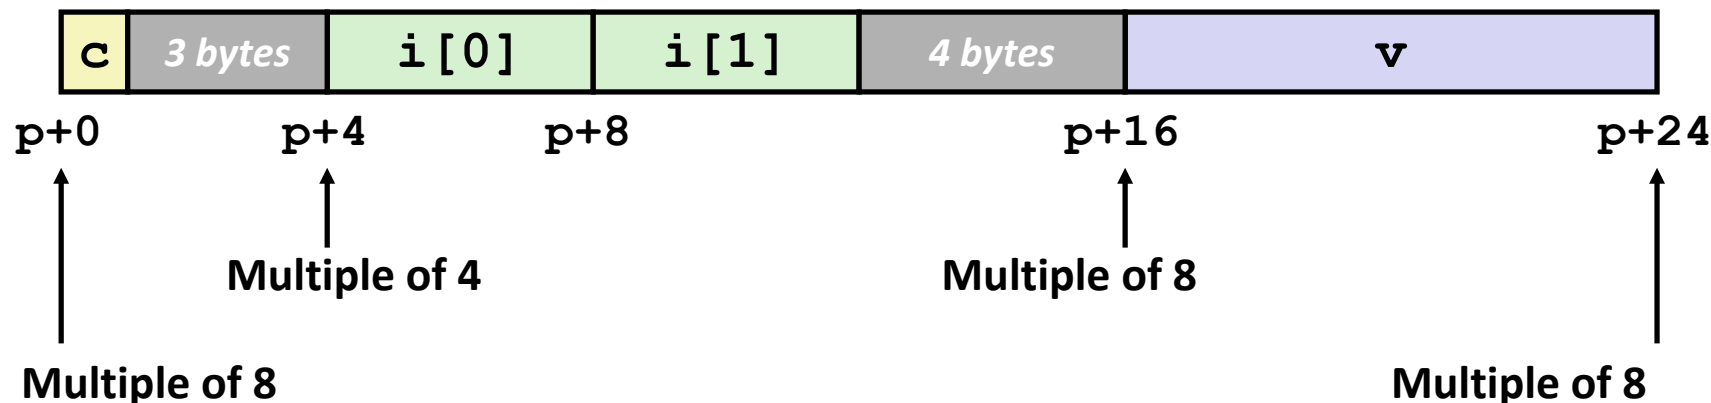 c 3 bytes i[0] i[1] 4 bytes v
p+0 p+4 p+8 p+16 p+24
Multiple of 4 Multiple of 8
Multiple of 8 Multiple of 8